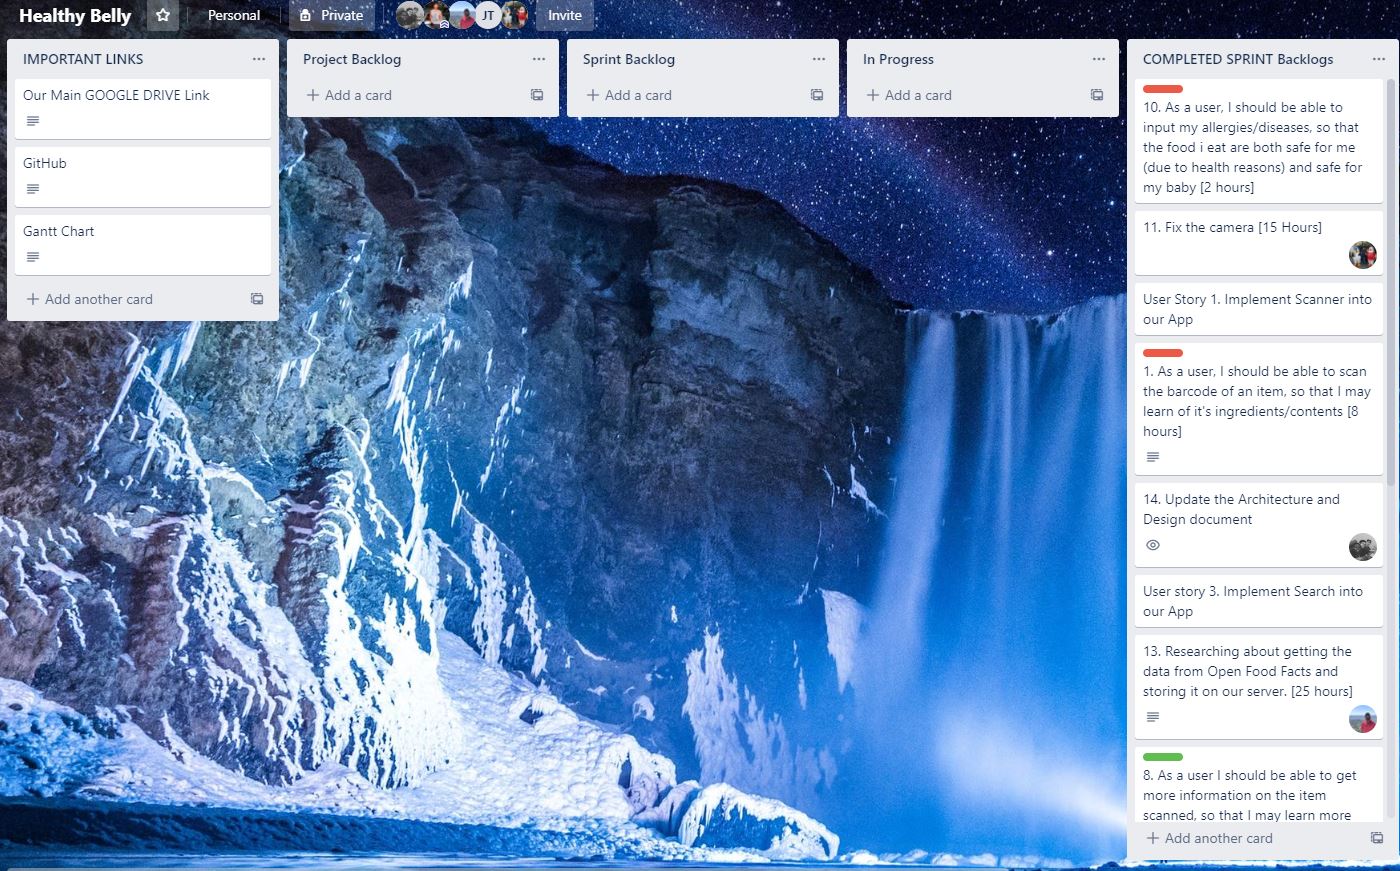 Healthy Belly
Personal
Private
JT
Invite
IMPORTANT LINKS
Our Main GOOGLE DRIVE Link
GitHub
Gantt Chart
+ Add another card
Project Backlog
+ Add a card
Sprint Backlog
+ Add a card
In Progress
+ Add a card
COMPLETED SPRINT Backlogs
10. As a user, I should be able to
input my allergies/diseases, so that
the food i eat are both safe for me
(due to health reasons) and safe for
my baby [2 hours]
11. Fix the camera [15 Hours]
User Story 1. Implement Scanner into
our App
1. As a user, I should be able to scan
the barcode of an item, so that I may
learn of it's ingredients/contents [8
hours]
14. Update the Architecture and
Design document
User story 3. Implement Search into
our App
13. Researching about getting the
data from Open Food Facts and
storing it on our server. [25 hours]
8. As a user I should be able to get
more information on the item
scanned, so that I may learn more
+ Add another card